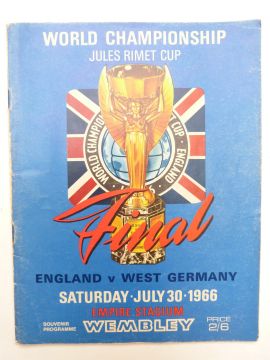 WORLD CHAMPIONSHIP
JULES RIMET CUP
WORLD CHAMPIONSHIP
CUP · ENGLAND
Final
ENGLAND v WEST GERMANY
SATURDAY·JULY 30·1966
EMPIRE STADIUM
SOUVENIR
PROGRAMME
WEMBLEY
PRICE
2/6